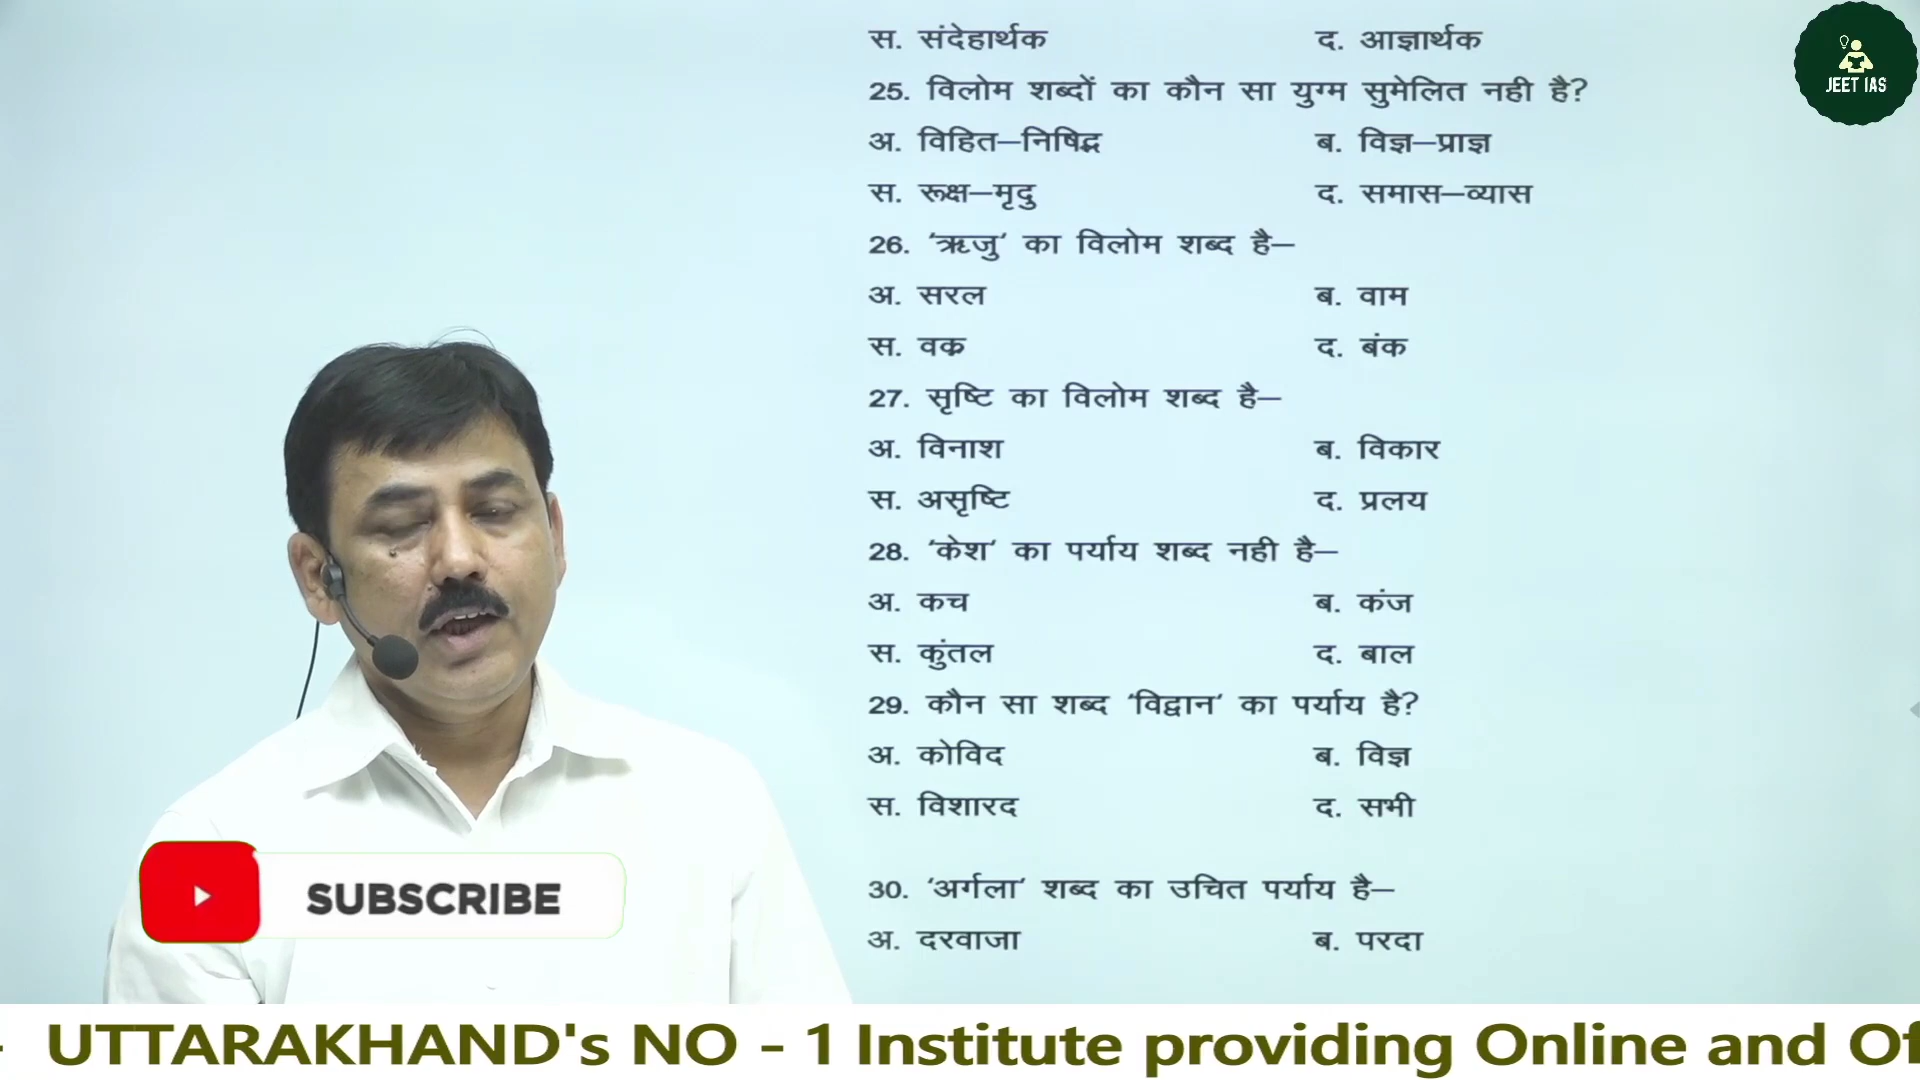 स. संदेहार्थक द. आज्ञार्थक
JEET IAS
25. विलोम शब्दों का कौन सा युग्म सुमेलित नही है?
अ. विहित–निषिद्ध ब. विज्ञ–प्राज्ञ
स. रूक्ष–मृदु द. समास–व्यास
26. ‘ऋजु’ का विलोम शब्द है–
अ. सरल ब. वाम
स. वक्र द. बंक
27. सृष्टि का विलोम शब्द है–
अ. विनाश ब. विकार
स. असृष्टि द. प्रलय
28. ‘केश’ का पर्याय शब्द नही है–
अ. कच ब. कंज
स. कुंतल द. बाल
29. कौन सा शब्द ‘विद्वान’ का पर्याय है?
अ. कोविद ब. विज्ञ
स. विशारद द. सभी
30. ‘अर्गला’ शब्द का उचित पर्याय है–
अ. दरवाजा ब. परदा
SUBSCRIBE
- UTTARAKHAND's NO - 1 Institute providing Online and Of